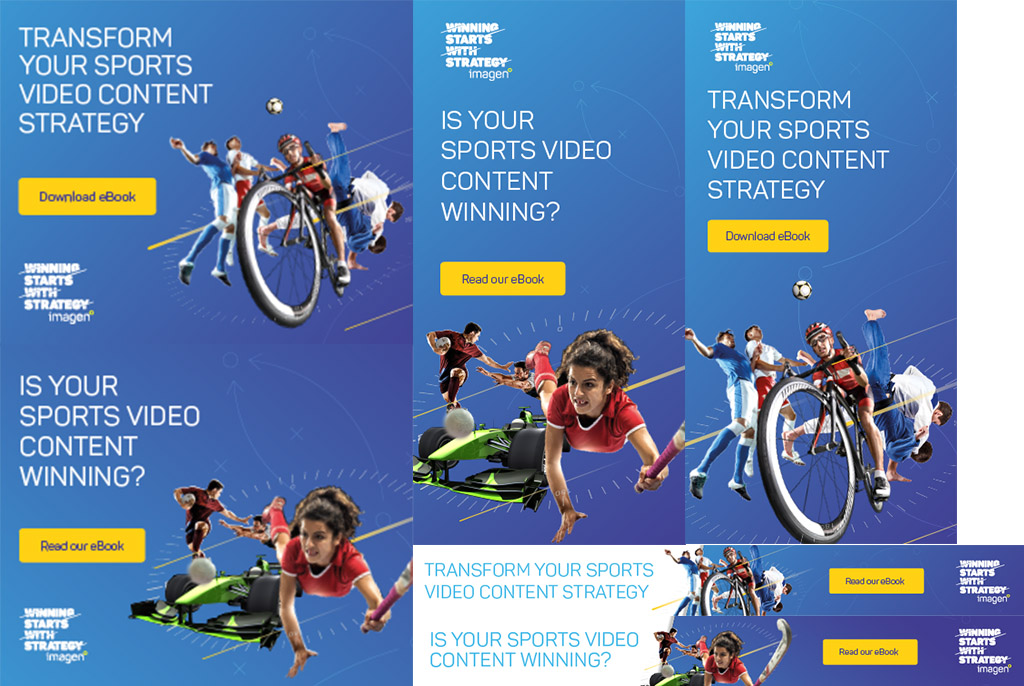 TRANSFORM
YOUR SPORTS
VIDEO CONTENT
STRATEGY
Download eBook
WINNING
STARTS
WITH
STRATEGY
imagen
IS YOUR
SPORTS VIDEO
CONTENT
WINNING?
Read our eBook
WINNING
STARTS
WITH
STRATEGY
imagen
WINNING
STARTS
WITH
STRATEGY
imagen
IS YOUR
SPORTS VIDEO
CONTENT
WINNING?
Read our eBook
WINNING
STARTS
WITH
STRATEGY
imagen
TRANSFORM
YOUR SPORTS
VIDEO CONTENT
STRATEGY
Download eBook
TRANSFORM YOUR SPORTS
VIDEO CONTENT STRATEGY
Read our eBook
WINNING
STARTS
WITH
STRATEGY
imagen
IS YOUR SPORTS VIDEO
CONTENT WINNING?
Read our eBook
WINNING
STARTS
WITH
STRATEGY
imagen